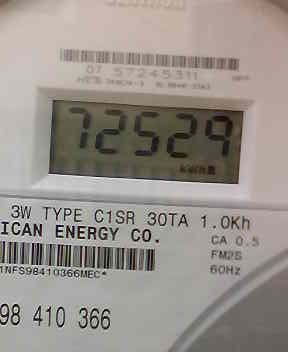 07 57245311
72529
3W TYPE C1SR 30TA 1.0Kh
ICAN ENERGY CO.
CA 0.5
FM2S
60Hz
1NFS98410366MEC*
98 410 366